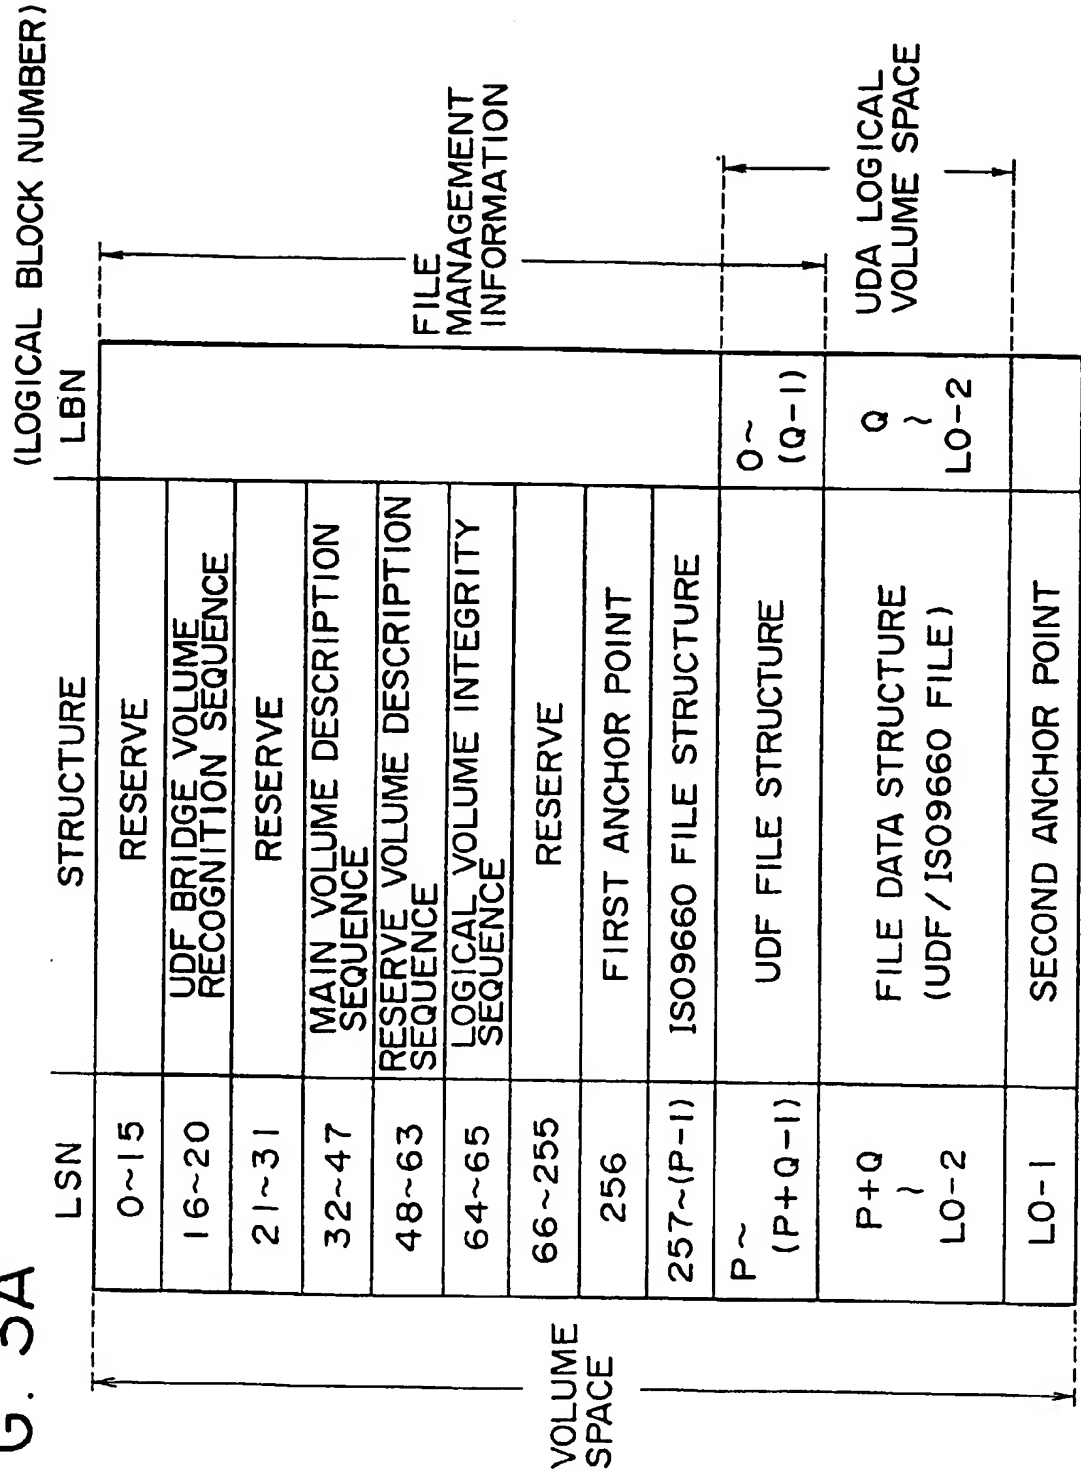 G. 3A
(LOGICAL BLOCK NUMBER)
LSN STRUCTURE LBN
0~15 RESERVE
16~20 UDF BRIDGE VOLUME
RECOGNITION SEQUENCE
21~31 RESERVE
32~47 MAIN VOLUME DESCRIPTION
SEQUENCE
48~63 RESERVE VOLUME DESCRIPTION
SEQUENCE
64~65 LOGICAL VOLUME INTEGRITY
SEQUENCE
66~255 RESERVE
256 FIRST ANCHOR POINT
257~(P-1) ISO9660 FILE STRUCTURE
P~
(P+Q-1)
UDF FILE STRUCTURE
0~
(Q-1)
P+Q
~
LO-2
FILE DATA STRUCTURE
(UDF/ISO9660 FILE)
Q
~
LO-2
LO-1 SECOND ANCHOR POINT
VOLUME
SPACE
FILE
MANAGEMENT
INFORMATION
UDA LOGICAL
VOLUME SPACE